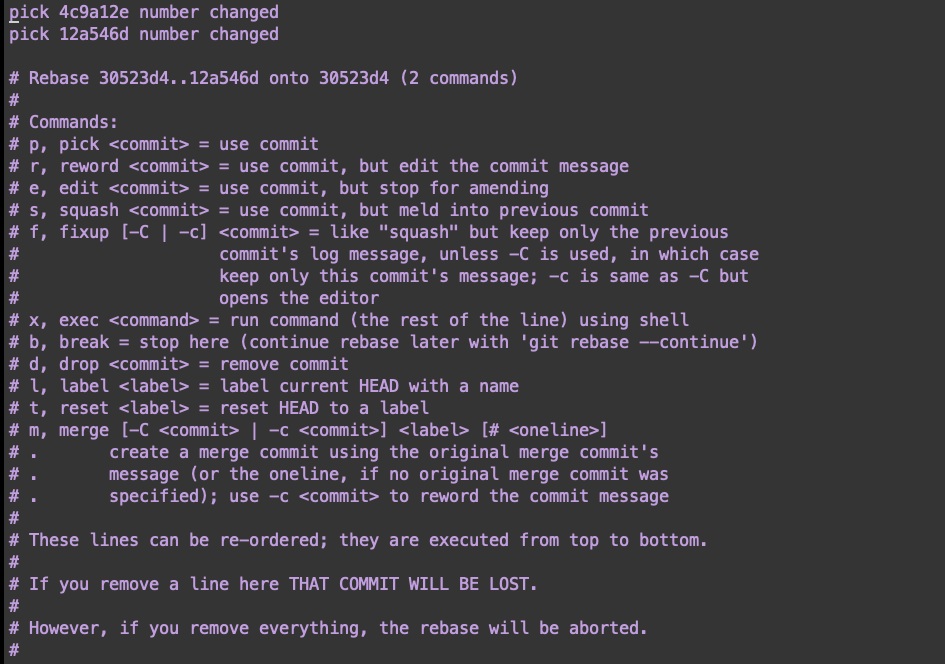 pick 4c9a12e number changed
pick 12a546d number changed

# Rebase 30523d4..12a546d onto 30523d4 (2 commands)
#
# Commands:
# p, pick <commit> = use commit
# r, reword <commit> = use commit, but edit the commit message
# e, edit <commit> = use commit, but stop for amending
# s, squash <commit> = use commit, but meld into previous commit
# f, fixup [-C | -c] <commit> = like "squash" but keep only the previous
#                    commit's log message, unless -C is used, in which case
#                    keep only this commit's message; -c is same as -C but
#                    opens the editor
# x, exec <command> = run command (the rest of the line) using shell
# b, break = stop here (continue rebase later with 'git rebase --continue')
# d, drop <commit> = remove commit
# l, label <label> = label current HEAD with a name
# t, reset <label> = reset HEAD to a label
# m, merge [-C <commit> | -c <commit>] <label> [# <oneline>]
# .       create a merge commit using the original merge commit's
# .       message (or the oneline, if no original merge commit was
# .       specified); use -c <commit> to reword the commit message
#
# These lines can be re-ordered; they are executed from top to bottom.
#
# If you remove a line here THAT COMMIT WILL BE LOST.
#
# However, if you remove everything, the rebase will be aborted.
#